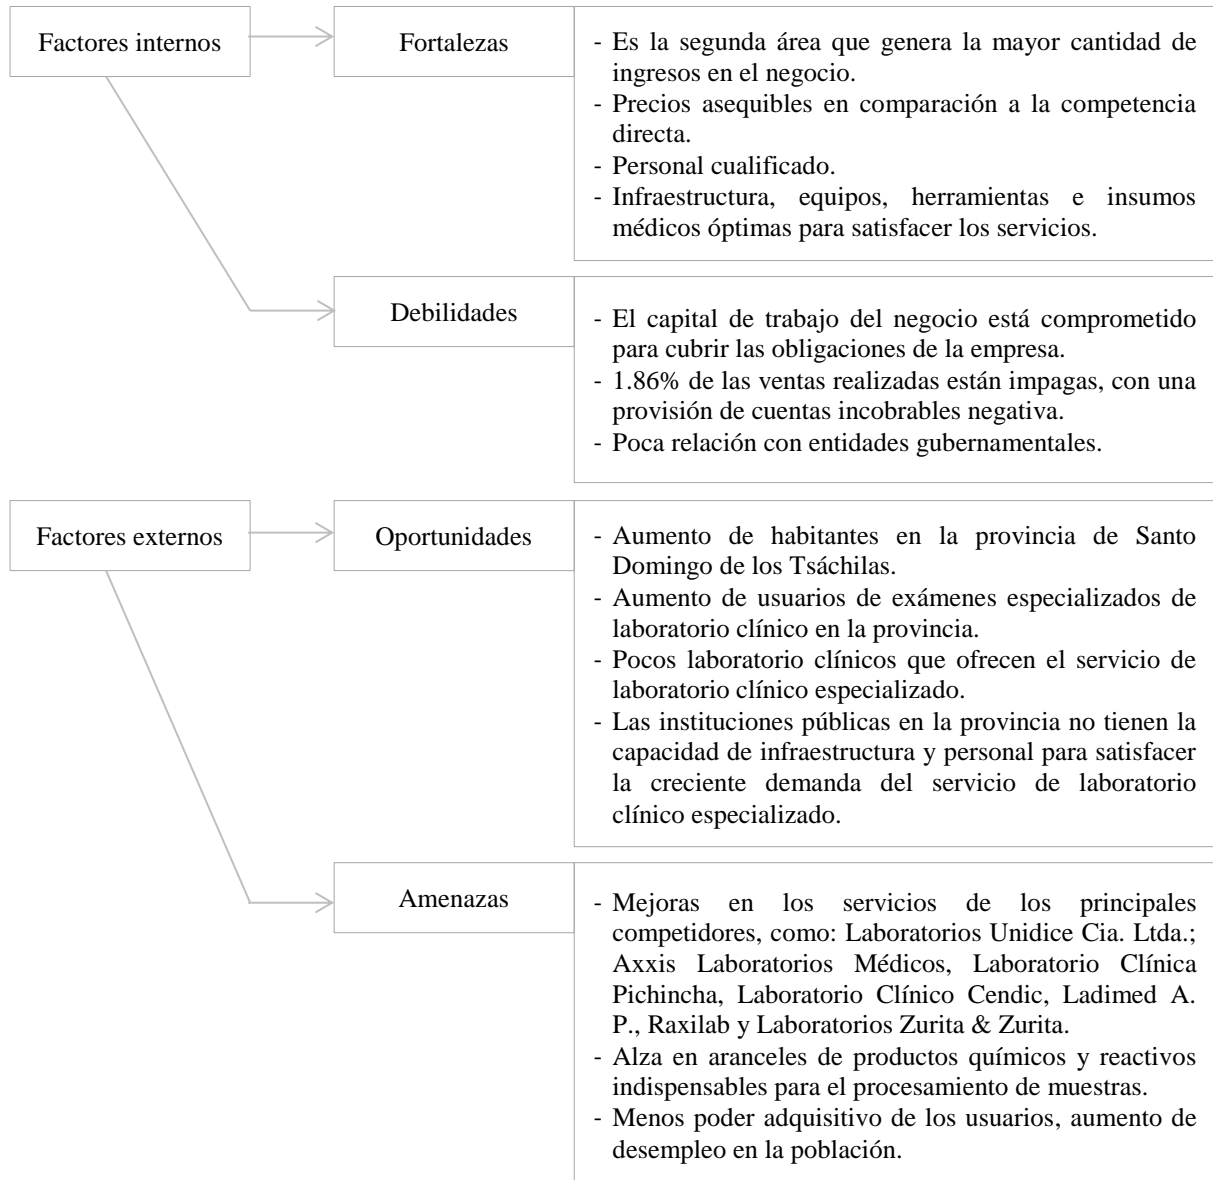 Factores internos
Fortalezas
- Es la segunda área que genera la mayor cantidad de
ingresos en el negocio.
- Precios asequibles en comparación a la competencia
directa.
- Personal cualificado.
- Infraestructura, equipos, herramientas e insumos
médicos óptimas para satisfacer los servicios.
Debilidades
- El capital de trabajo del negocio está comprometido
para cubrir las obligaciones de la empresa.
- 1.86% de las ventas realizadas están impagas, con una
provisión de cuentas incobrables negativa.
- Poca relación con entidades gubernamentales.
Factores externos
Oportunidades
- Aumento de habitantes en la provincia de Santo
Domingo de los Tsáchilas.
- Aumento de usuarios de exámenes especializados de
laboratorio clínico en la provincia.
- Pocos laboratorio clínicos que ofrecen el servicio de
laboratorio clínico especializado.
- Las instituciones públicas en la provincia no tienen la
capacidad de infraestructura y personal para satisfacer
la creciente demanda del servicio de laboratorio
clínico especializado.
Amenazas
- Mejoras en los servicios de los principales
competidores, como: Laboratorios Unidice Cia. Ltda.;
Axxis Laboratorios Médicos, Laboratorio Clínica
Pichincha, Laboratorio Clínico Cendic, Ladimed A.
P., Raxilab y Laboratorios Zurita & Zurita.
- Alza en aranceles de productos químicos y reactivos
indispensables para el procesamiento de muestras.
- Menos poder adquisitivo de los usuarios, aumento de
desempleo en la población.